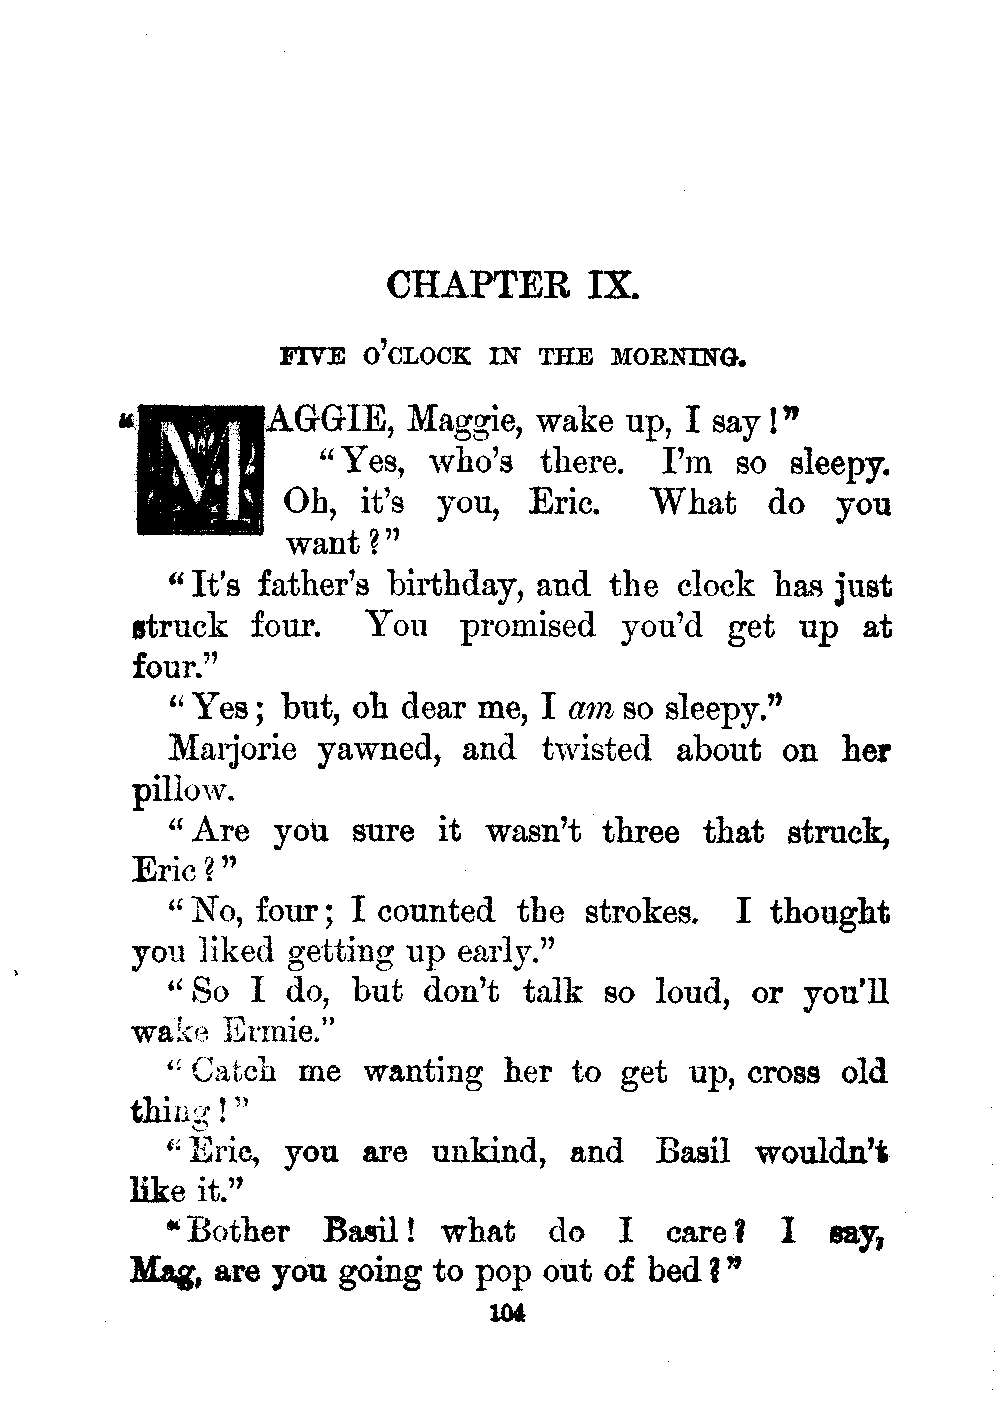 CHAPTER IX.
FIVE O'CLOCK IN THE MORNING.
"MAGGIE, Maggie, wake up, I say!"
"Yes, who's there. I'm so sleepy.
Oh, it's you, Eric. What do you
want?"
"It's father's birthday, and the clock has just
struck four. You promised you'd get up at
four."
"Yes; but, oh dear me, I am so sleepy."
Marjorie yawned, and twisted about on her
pillow.
"Are you sure it wasn't three that struck,
Eric?"
"No, four; I counted the strokes. I thought
you liked getting up early."
"So I do, but don't talk so loud, or you'll
wake Ermie."
"Catch me wanting her to get up, cross old
thing!"
"Eric, you are unkind, and Basil wouldn't
like it."
"Bother Basil! what do I care? I say,
Mag, are you going to pop out of bed?"
104